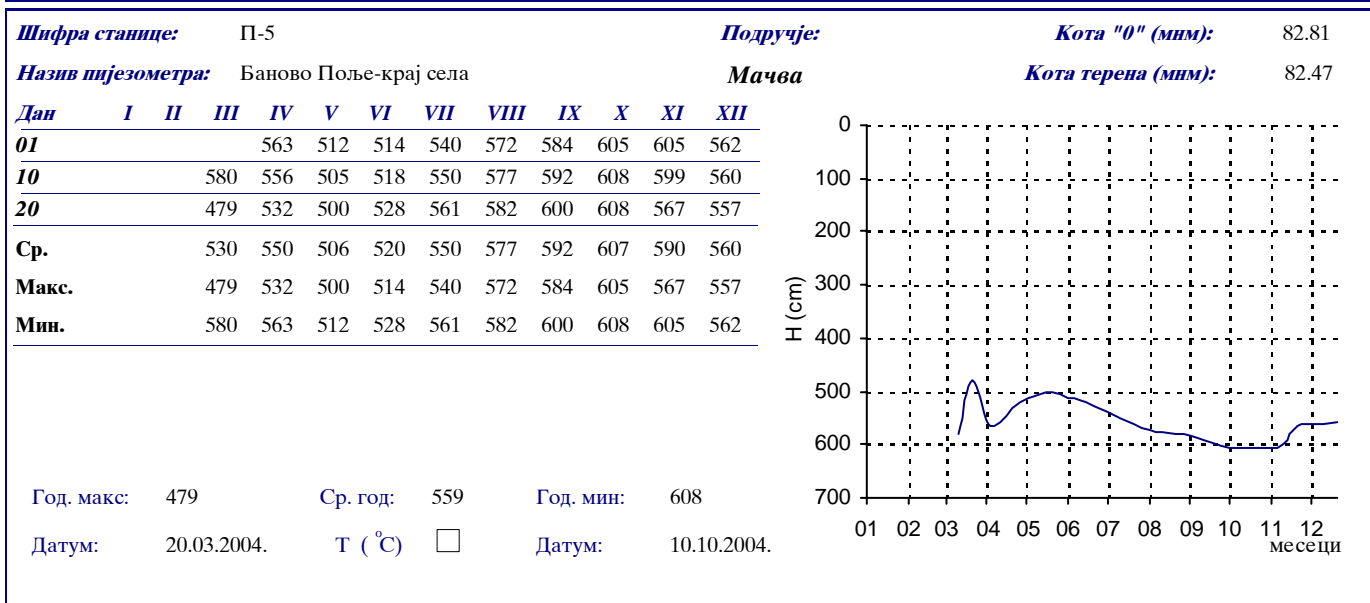 Шифра станице: П-5 Подручје: Кота "0" (мнм): 82.81
Назив пијезометра: Баново Поље-крај села Мачва Кота терена (мнм): 82.47
Дан I II III IV V VI VII VIII IX X XI XII
01 563 512 514 540 572 584 605 605 562
10 580 556 505 518 550 577 592 608 599 560
20 479 532 500 528 561 582 600 608 567 557
Ср. 530 550 506 520 550 577 592 607 590 560
Макс. 479 532 500 514 540 572 584 605 567 557
Мин. 580 563 512 528 561 582 600 608 605 562
0
100
200
300
400
500
600
700
H (cm)
01 02 03 04 05 06 07 08 09 10 11 12
месеци
Год. макс: 479 Ср. год: 559 Год. мин: 608
Датум: 20.03.2004. Т ( °C) Датум: 10.10.2004.